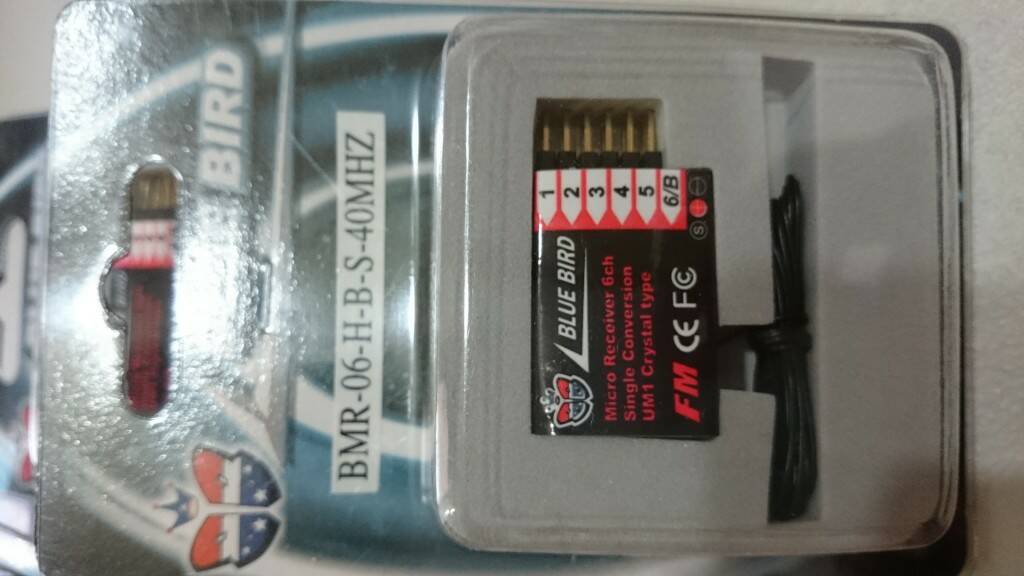 BIRD
BMR-06-H-B-S-40MHZ
1
2
3
4
5
6/B
S + -
BLUE BIRD
Micro Receiver 6ch
Single Conversion
UM1 Crystal type
FM CE FC